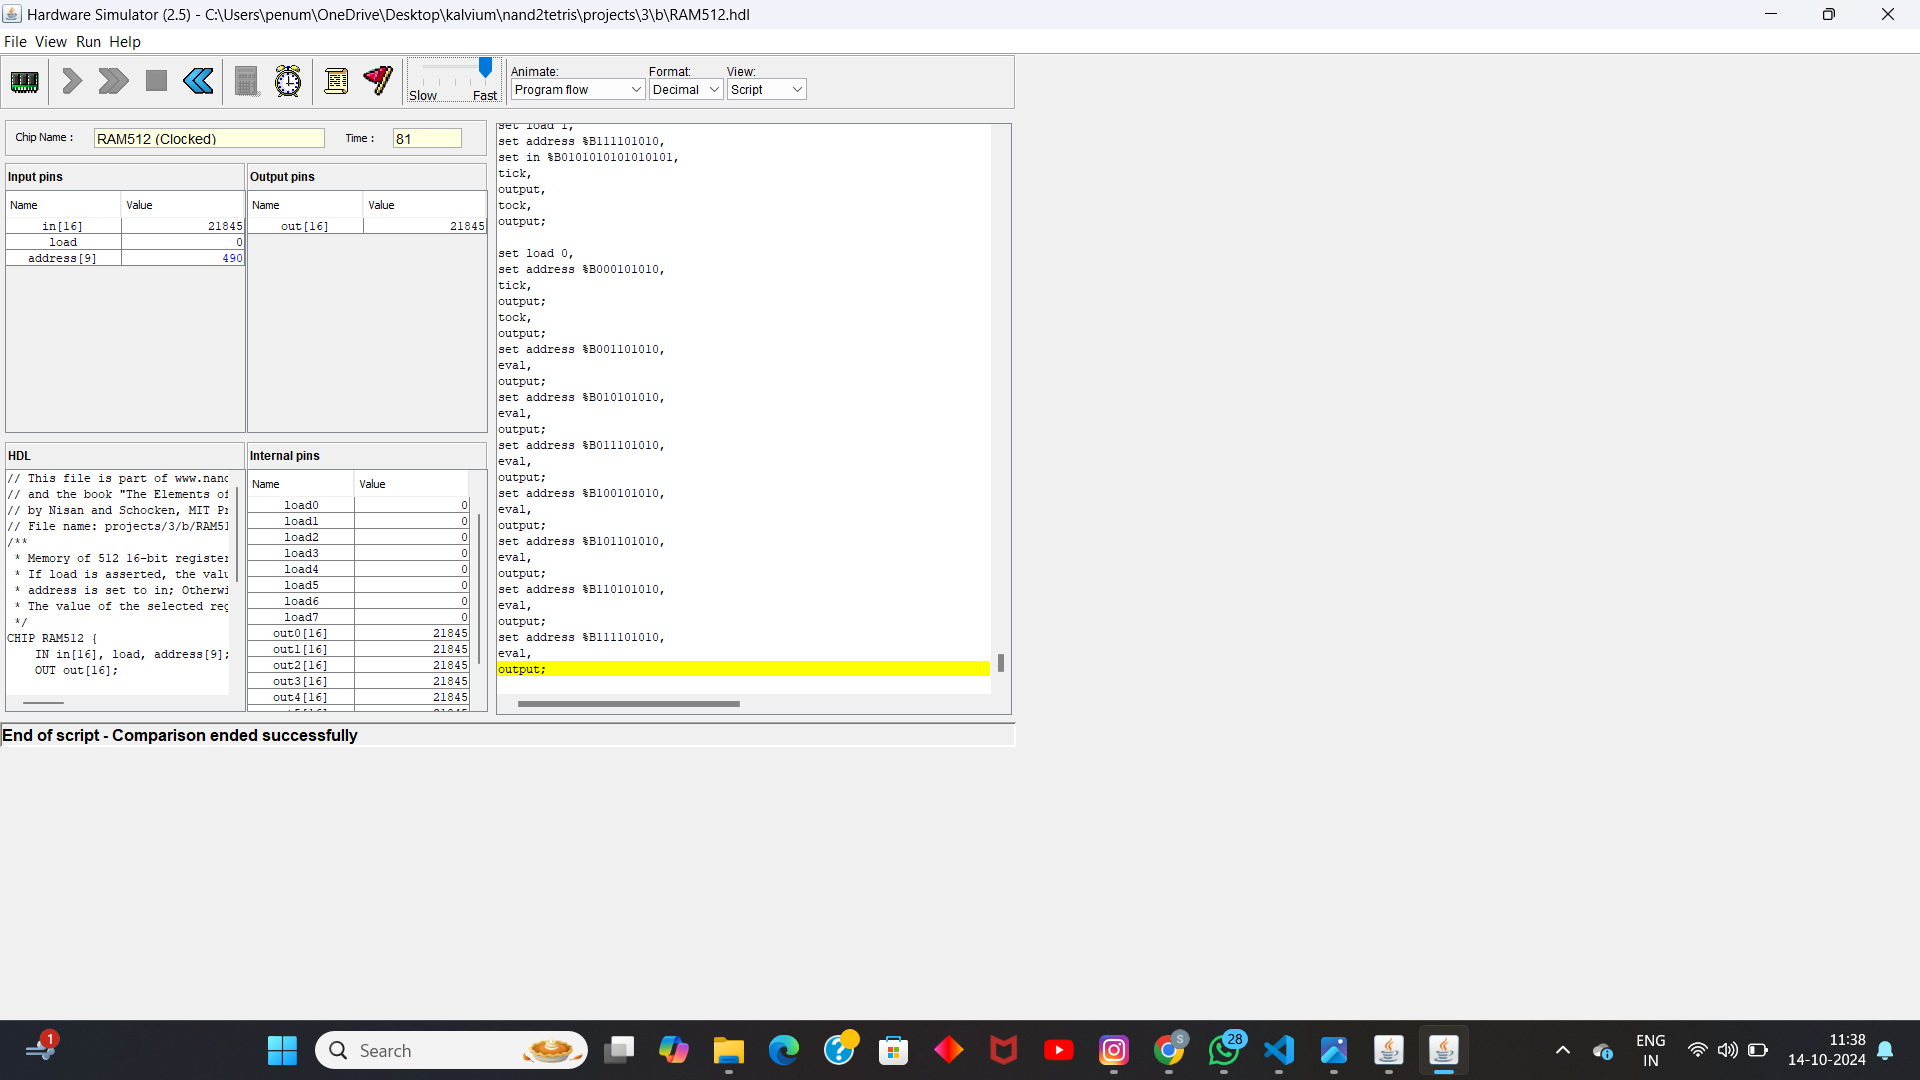 Hardware Simulator (2.5) - C:\Users\penum\OneDrive\Desktop\kalvium\nand2tetris\projects\3\b\RAM512.hdl
File View Run Help
Slow Fast
Animate:
Program flow
Format:
Decimal
View:
Script
Chip Name :
RAM512 (Clocked)
Time :
81
Input pins
Name Value
in[16] 21845
load 0
address[9] 490
Output pins
Name Value
out[16] 21845
HDL
// This file is part of www.nand
// and the book "The Elements of
// by Nisan and Schocken, MIT Pr
// File name: projects/3/b/RAM51
/**
* Memory of 512 16-bit register
* If load is asserted, the valu
* address is set to in; Otherwi
* The value of the selected reg
*/
CHIP RAM512 {
IN in[16], load, address[9];
OUT out[16];
Internal pins
Name Value
load0 0
load1 0
load2 0
load3 0
load4 0
load5 0
load6 0
load7 0
out0[16] 21845
out1[16] 21845
out2[16] 21845
out3[16] 21845
out4[16] 21845
set load 1,
set address %B111101010,
set in %B0101010101010101,
tick,
output,
tock,
output;
set load 0,
set address %B000101010,
tick,
output;
tock,
output;
set address %B001101010,
eval,
output;
set address %B010101010,
eval,
output;
set address %B011101010,
eval,
output;
set address %B100101010,
eval,
output;
set address %B101101010,
eval,
output;
set address %B110101010,
eval,
output;
set address %B111101010,
eval,
output;
End of script - Comparison ended successfully
1
Search
S
28
ENG
IN
11:38
14-10-2024